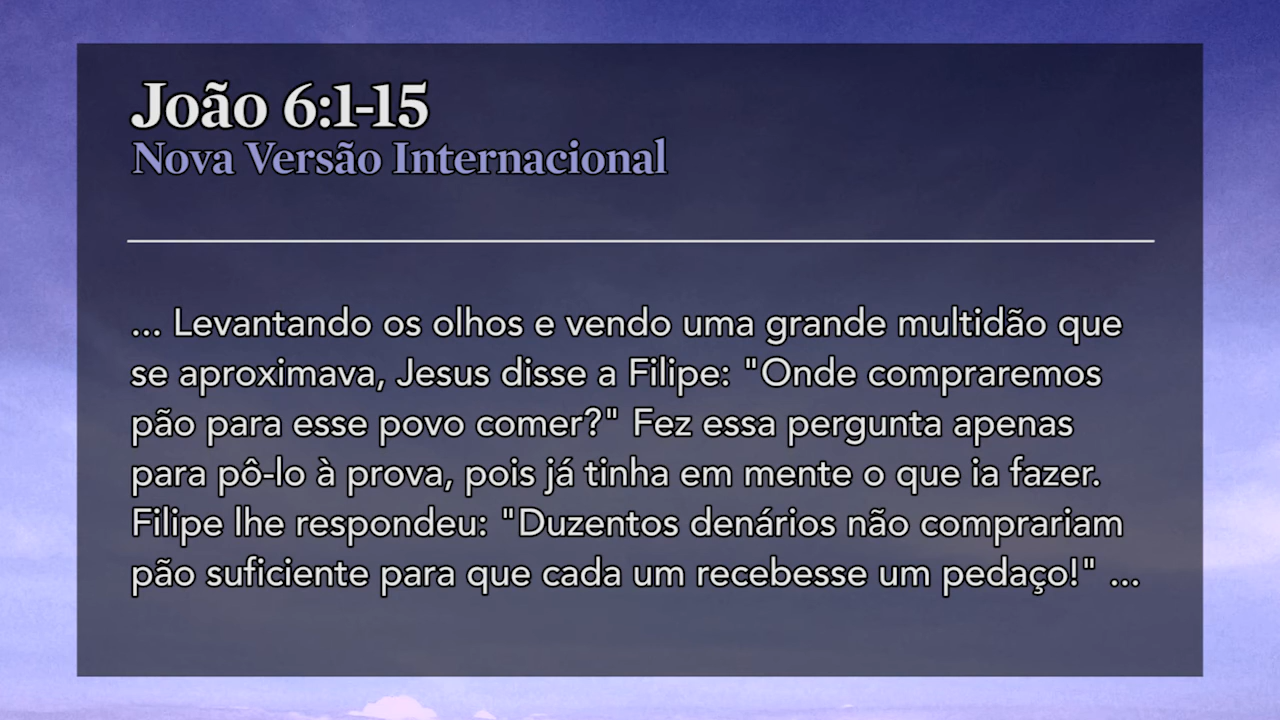 João 6:1-15
Nova Versão Internacional
... Levantando os olhos e vendo uma grande multidão que
se aproximava, Jesus disse a Filipe: "Onde compraremos
pão para esse povo comer?" Fez essa pergunta apenas
para pô-lo à prova, pois já tinha em mente o que ia fazer.
Filipe lhe respondeu: "Duzentos denários não comprariam
pão suficiente para que cada um recebesse um pedaço!" ...